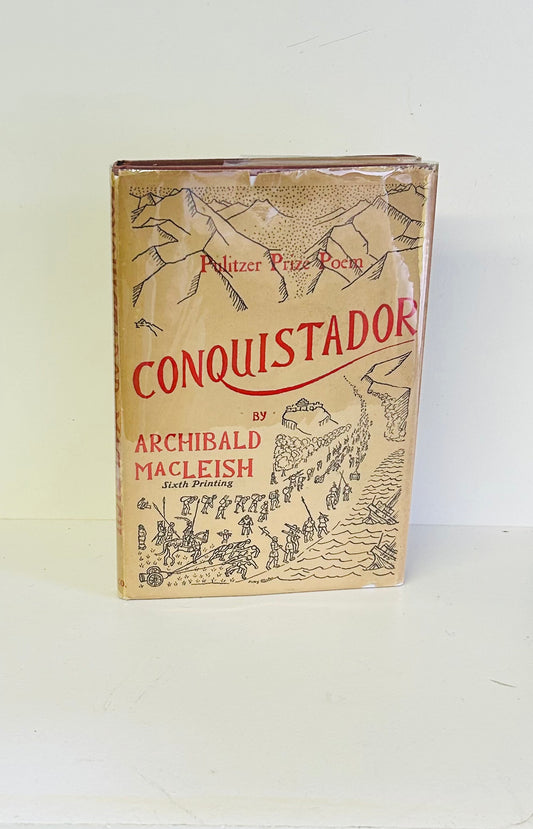 Pulitzer Prize Poem
CONQUISTADOR
BY
ARCHIBALD
MACLEISH
Sixth Printing